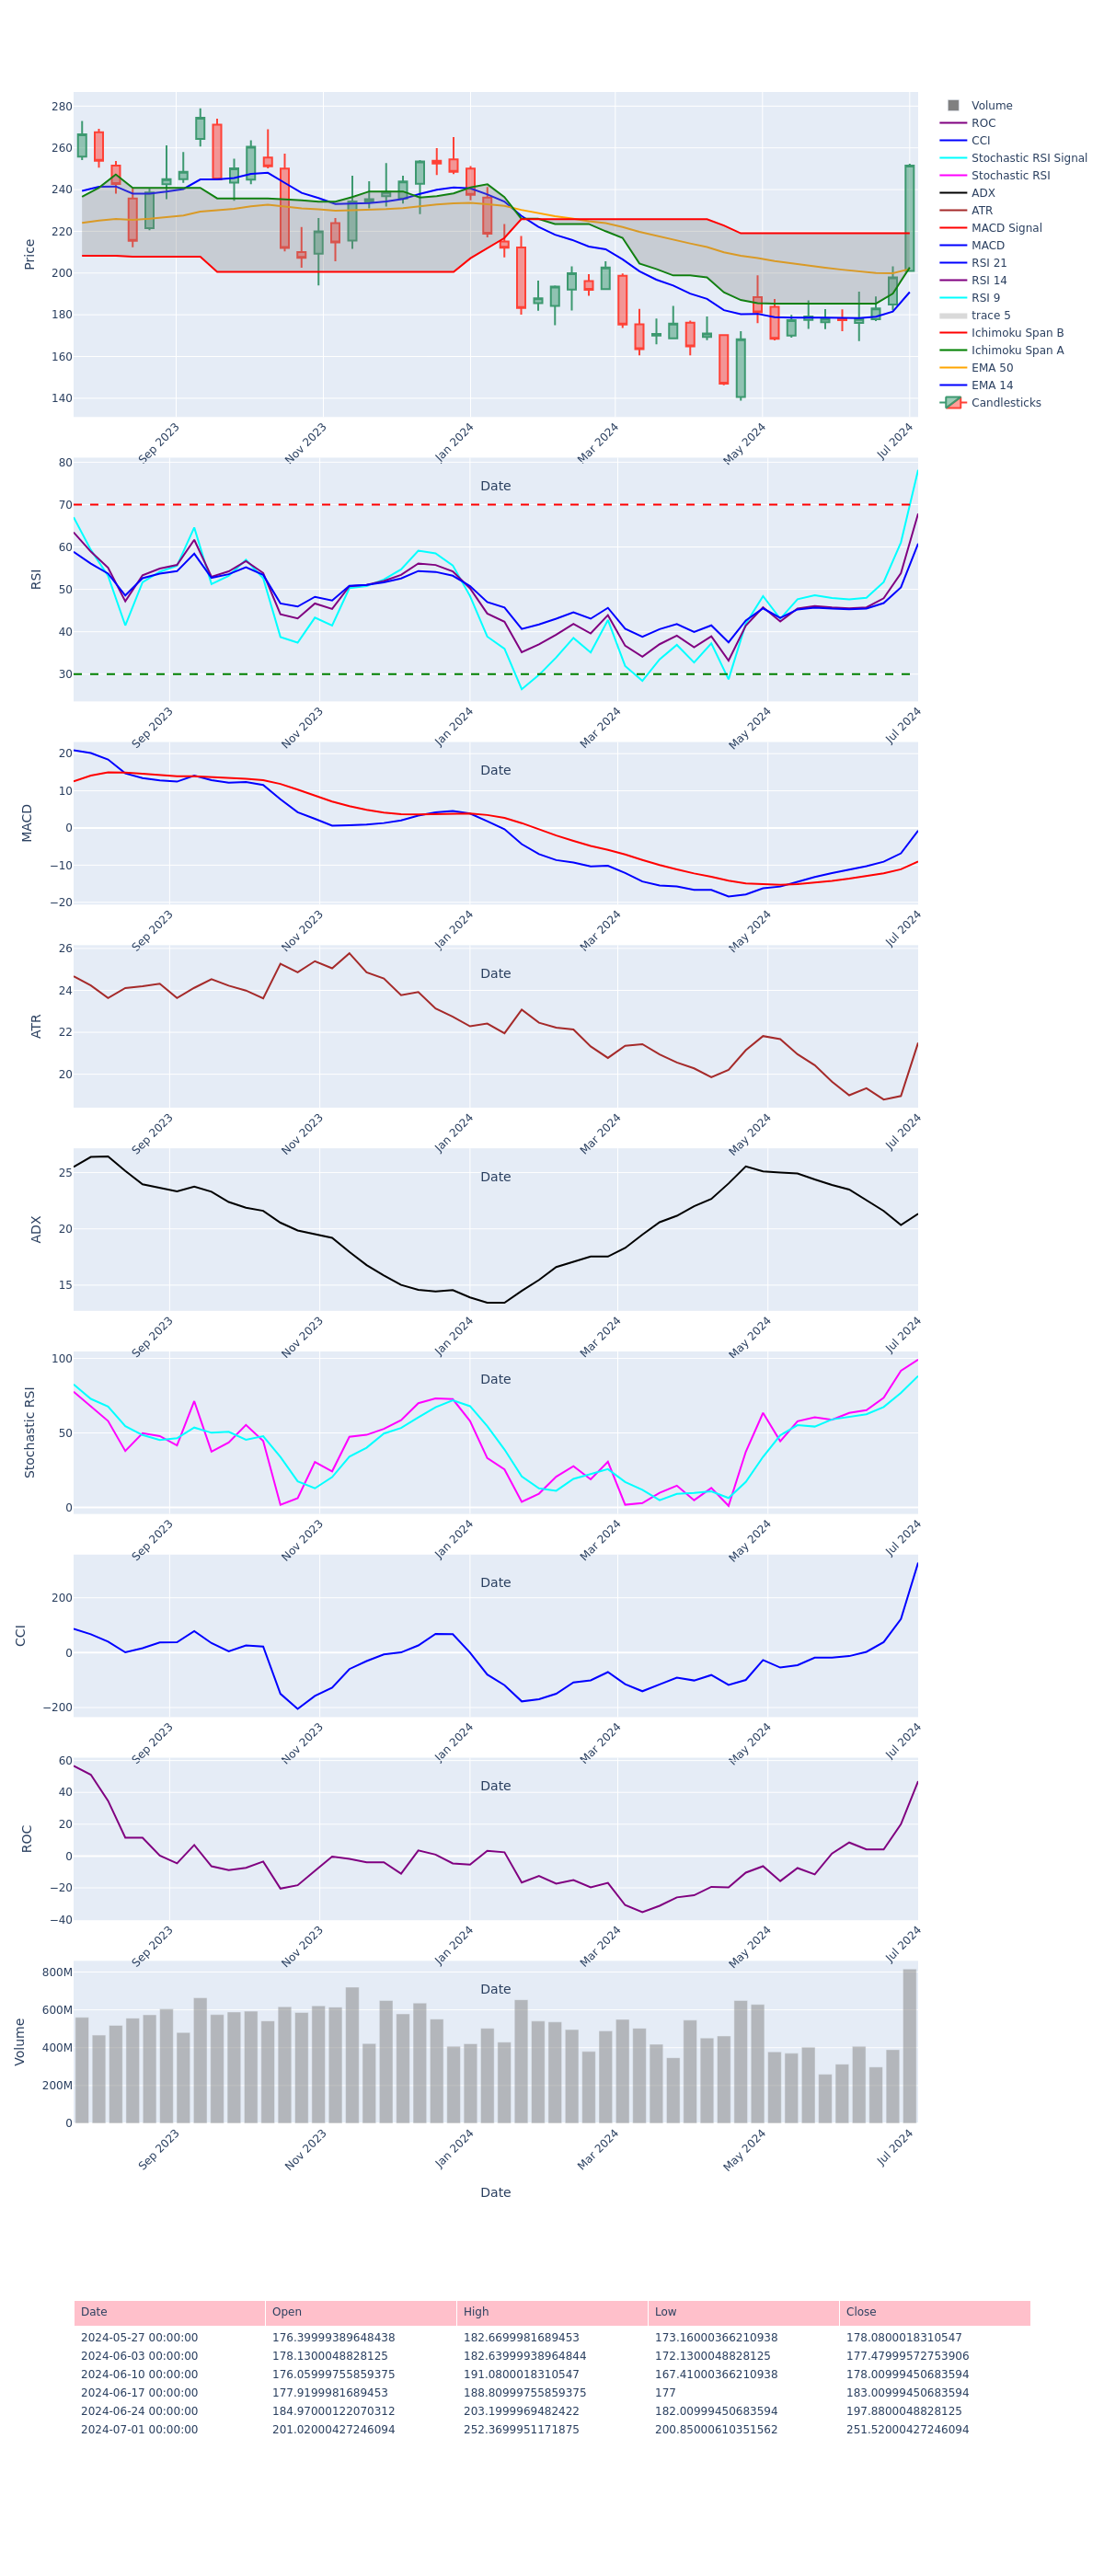 280
260
240
220
200
180
160
140
Price
Sep 2023
Nov 2023
Jan 2024
Mar 2024
May 2024
Jul 2024
Date
Volume
ROC
CCI
Stochastic RSI Signal
Stochastic RSI
ADX
ATR
MACD Signal
MACD
RSI 21
RSI 14
RSI 9
trace 5
Ichimoku Span B
Ichimoku Span A
EMA 50
EMA 14
Candlesticks
80
70
60
50
40
30
RSI
Sep 2023
Nov 2023
Jan 2024
Mar 2024
May 2024
Jul 2024
Date
20
10
0
−10
−20
MACD
Sep 2023
Nov 2023
Jan 2024
Mar 2024
May 2024
Jul 2024
Date
26
24
22
20
ATR
Sep 2023
Nov 2023
Jan 2024
Mar 2024
May 2024
Jul 2024
Date
25
20
15
ADX
Sep 2023
Nov 2023
Jan 2024
Mar 2024
May 2024
Jul 2024
Date
100
50
0
Stochastic RSI
Sep 2023
Nov 2023
Jan 2024
Mar 2024
May 2024
Jul 2024
Date
200
0
−200
CCI
Sep 2023
Nov 2023
Jan 2024
Mar 2024
May 2024
Jul 2024
Date
60
40
20
0
−20
−40
ROC
Sep 2023
Nov 2023
Jan 2024
Mar 2024
May 2024
Jul 2024
Date
800M
600M
400M
200M
0
Volume
Sep 2023
Nov 2023
Jan 2024
Mar 2024
May 2024
Jul 2024
Date
Date Open High Low Close
2024-05-27 00:00:00 176.39999389648438 182.6699981689453 173.16000366210938 178.0800018310547
2024-06-03 00:00:00 178.1300048828125 182.63999938964844 172.1300048828125 177.47999572753906
2024-06-10 00:00:00 176.05999755859375 191.0800018310547 167.41000366210938 178.00999450683594
2024-06-17 00:00:00 177.9199981689453 188.80999755859375 177 183.00999450683594
2024-06-24 00:00:00 184.97000122070312 203.1999969482422 182.00999450683594 197.8800048828125
2024-07-01 00:00:00 201.02000427246094 252.3699951171875 200.85000610351562 251.52000427246094